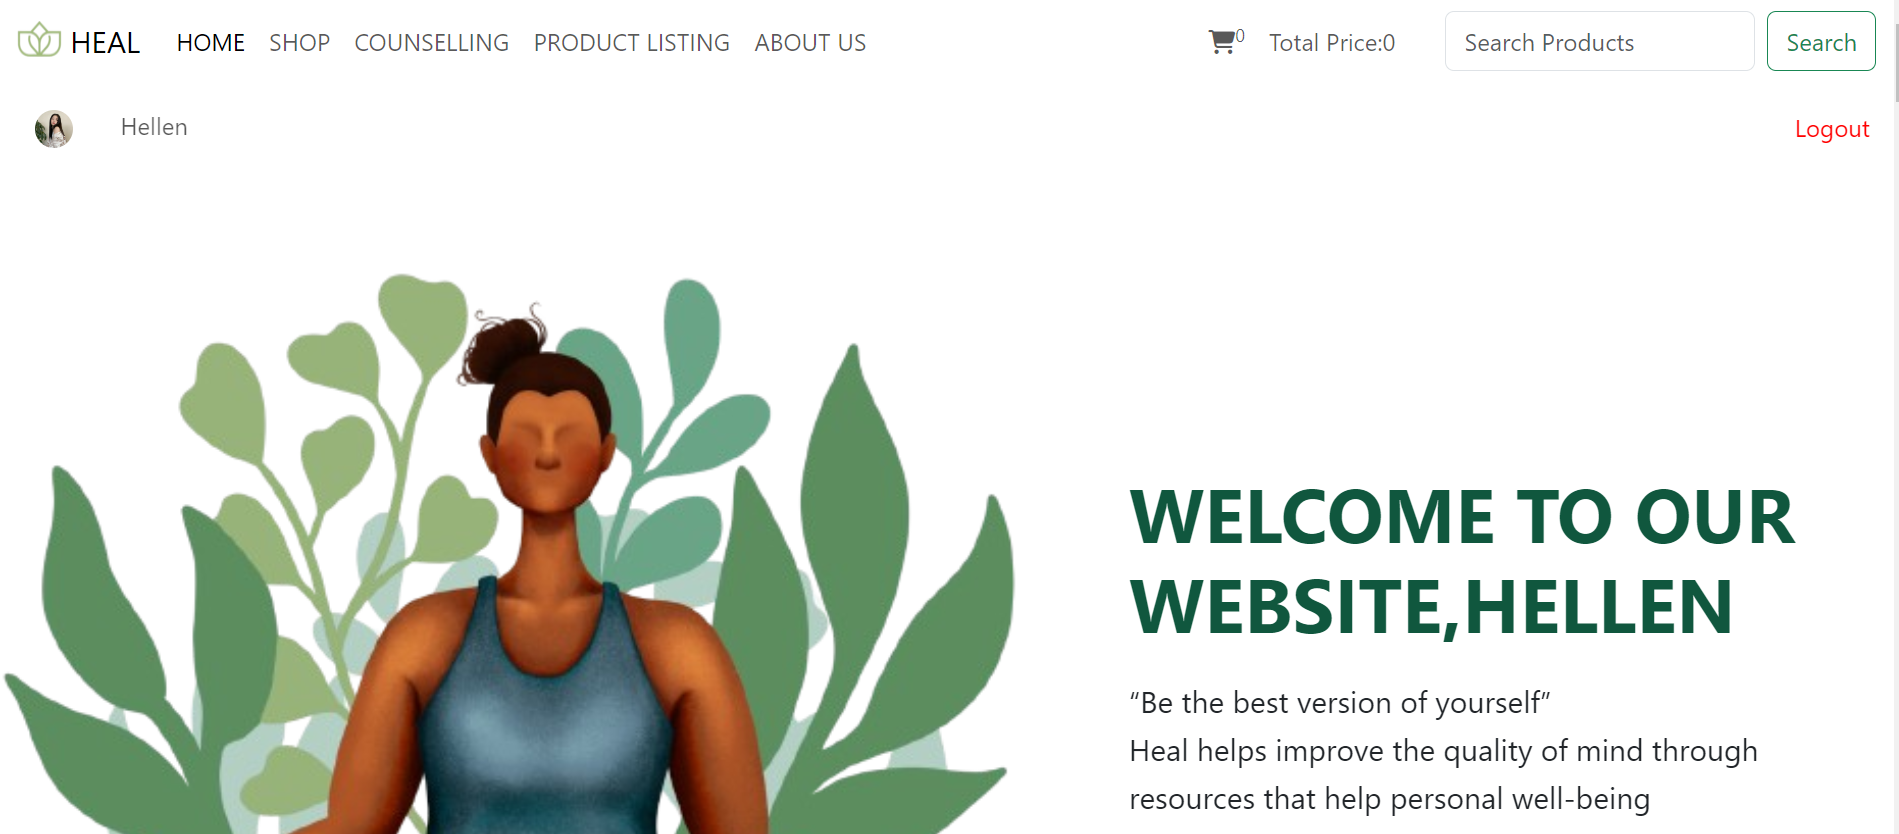 HEAL HOME SHOP COUNSELLING PRODUCT LISTING ABOUT US 0 Total Price:0 Search Products Search
Hellen Logout
WELCOME TO OUR
WEBSITE,HELLEN
“Be the best version of yourself”
Heal helps improve the quality of mind through
resources that help personal well-being